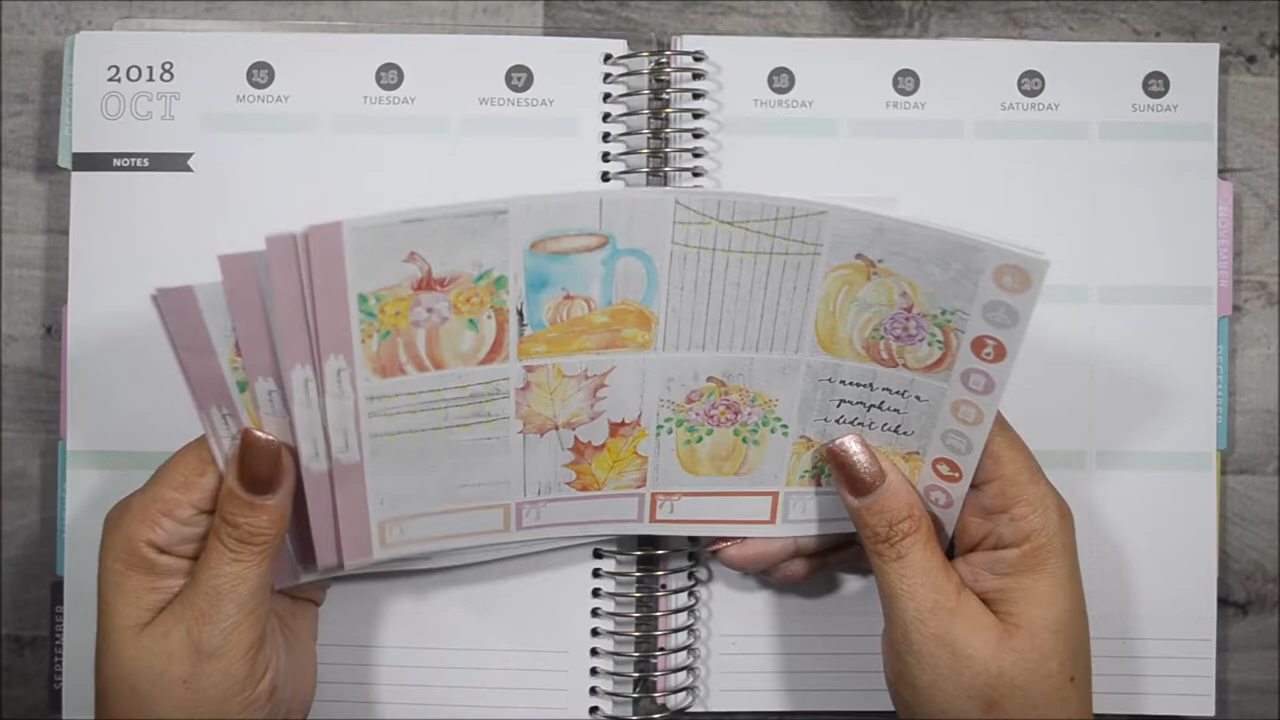 2018
OCT
15
MONDAY
16
TUESDAY
17
WEDNESDAY
18
THURSDAY
19
FRIDAY
20
SATURDAY
21
SUNDAY
NOTES
NOVEMBER
DECEMBER
SEPTEMBER
i never met a
pumpkin
i didn't like